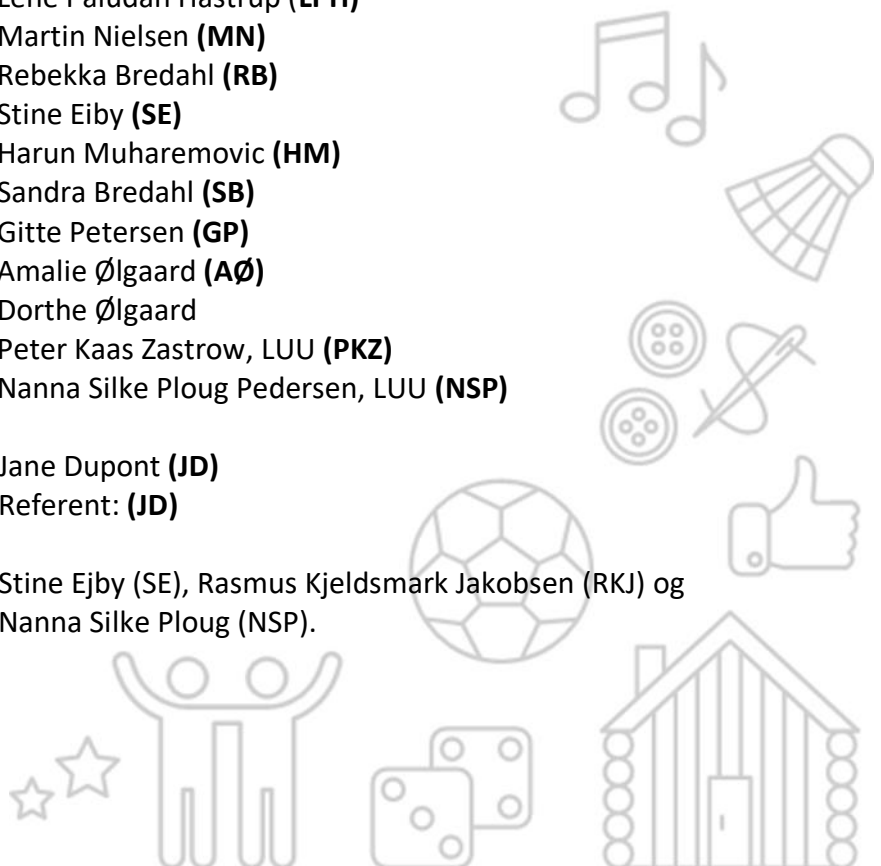 Martin Nielsen (MN)
Rebekka Bredahl (RB)
Stine Eiby (SE)
Harun Muharemovic (HM)
Sandra Bredahl (SB)
Gitte Petersen (GP)
Amalie Ølgaard (AØ)
Dorthe Ølgaard
Peter Kaas Zastrow, LUU (PKZ)
Nanna Silke Ploug Pedersen, LUU (NSP)
Jane Dupont (JD)
Referent: (JD)
Stine Ejby (SE), Rasmus Kjeldsmark Jakobsen (RKJ) og
Nanna Silke Ploug (NSP).